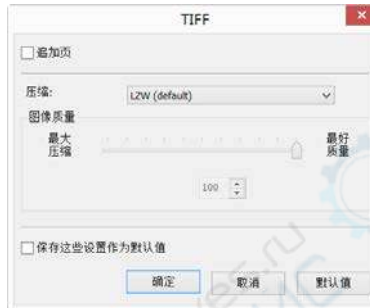 TIFF
追加页
压缩:
LZW (default)
图像质量
最大
压缩
最好
质量
100
保存这些设置作为默认值
确定
取消
默认值